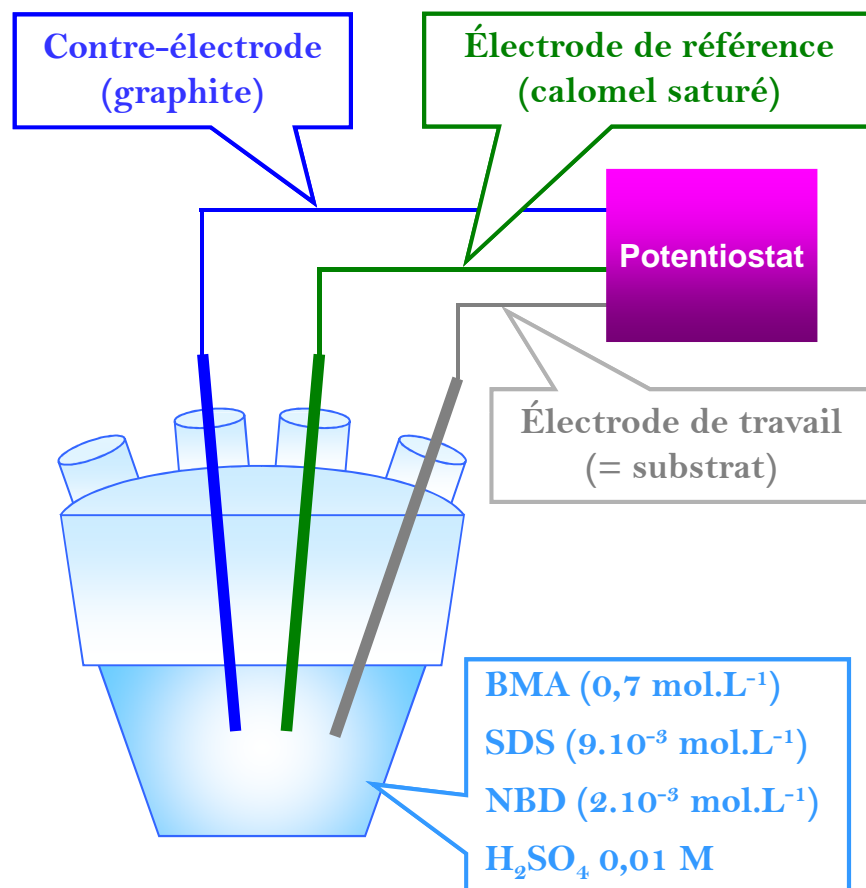 Contre-électrode
(graphite)
Électrode de référence
(calomel saturé)
Potentiostat
Électrode de travail
(= substrat)
BMA (0,7 mol.L⁻¹)
SDS (9.10⁻³ mol.L⁻¹)
NBD (2.10⁻³ mol.L⁻¹)
H₂SO₄ 0,01 M